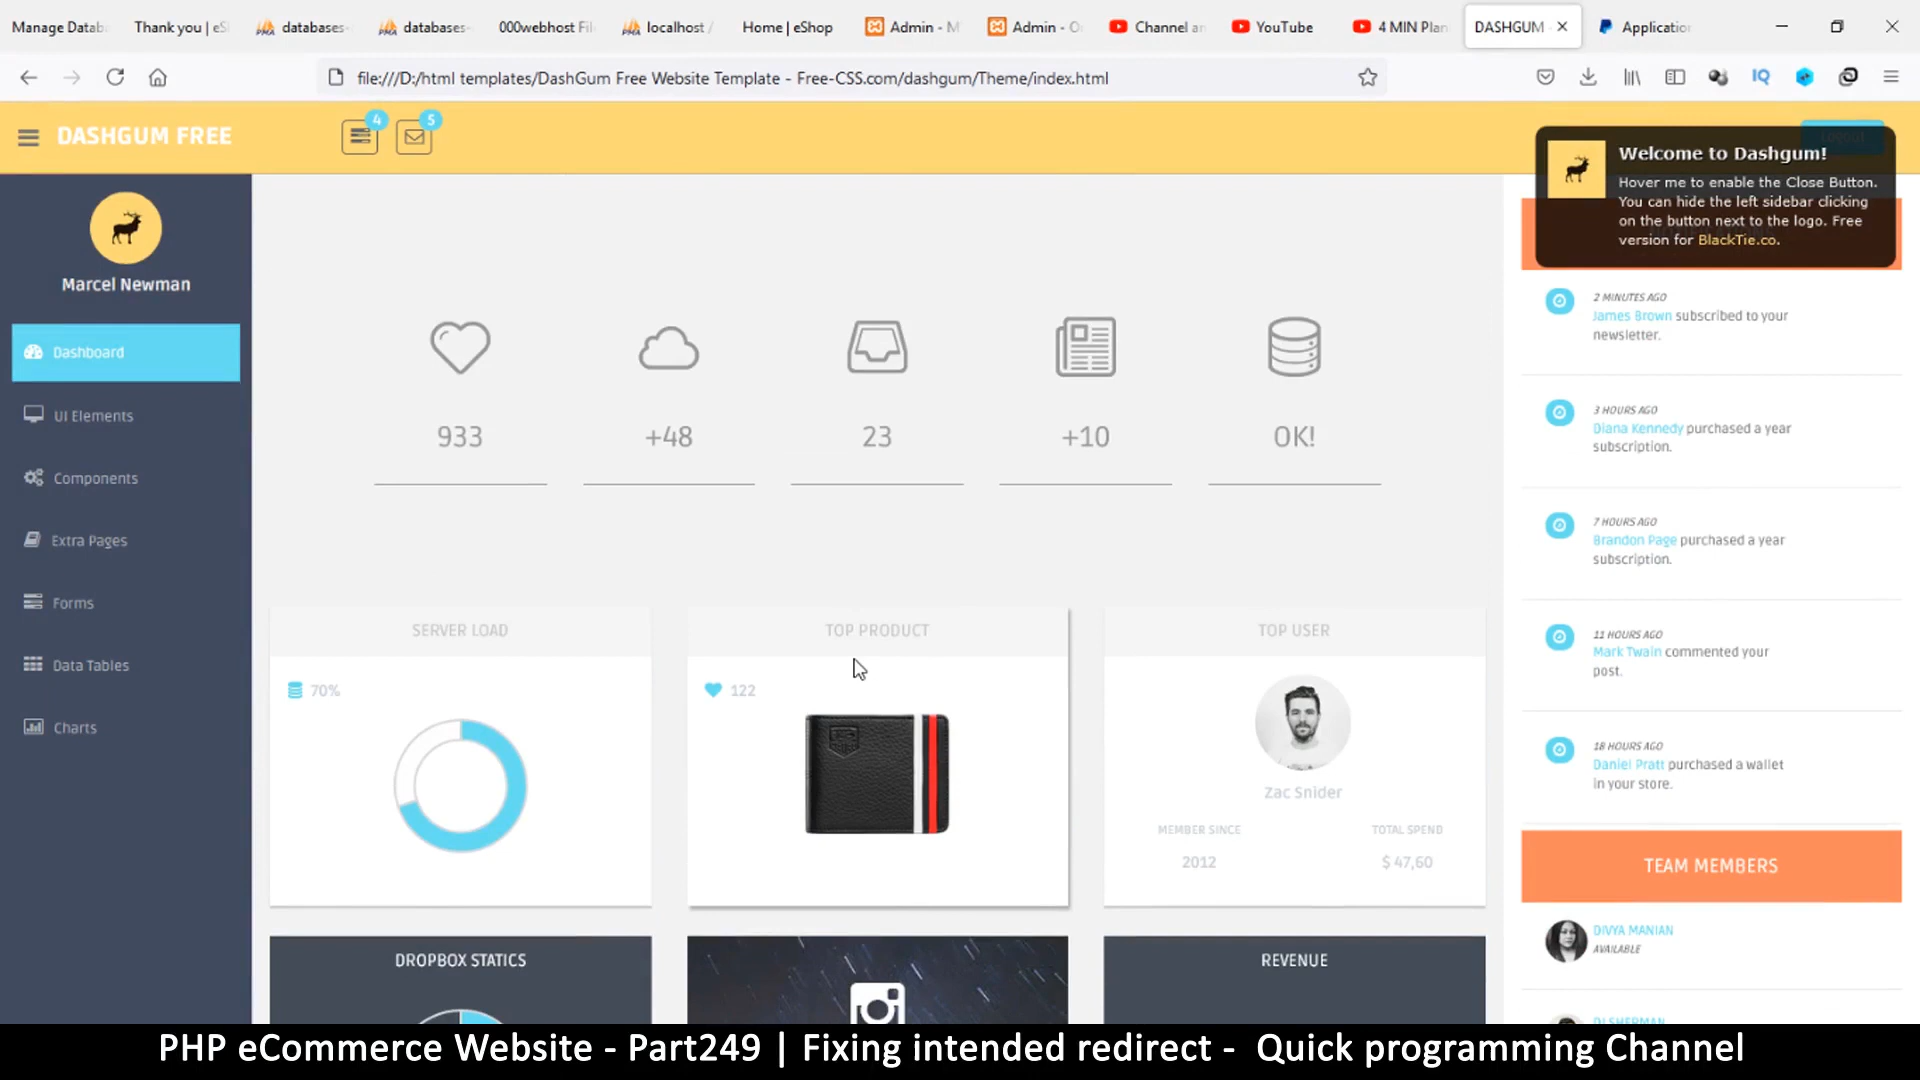 Manage Datab
Thank you | eS
databases-
databases-
000webhost Fil
localhost /
Home | eShop
Admin - M
Admin - O
Channel an
YouTube
4 MIN Plan
DASHGUM -
Application
file:///D:/html templates/DashGum Free Website Template - Free-CSS.com/dashgum/Theme/index.html
IQ
DASHGUM FREE
4
5
Welcome to Dashgum!
Hover me to enable the Close Button.
You can hide the left sidebar clicking
on the button next to the logo. Free
version for BlackTie.co.
Marcel Newman
Dashboard
UI Elements
Components
Extra Pages
Forms
Data Tables
Charts
933
+48
23
+10
OK!
SERVER LOAD
70%
TOP PRODUCT
122
TOP USER
Zac Snider
MEMBER SINCE
TOTAL SPEND
2012
$ 47,60
DROPBOX STATICS
REVENUE
2 MINUTES AGO
James Brown subscribed to your
newsletter.
3 HOURS AGO
Diana Kennedy purchased a year
subscription.
7 HOURS AGO
Brandon Page purchased a year
subscription.
11 HOURS AGO
Mark Twain commented your
post.
18 HOURS AGO
Daniel Pratt purchased a wallet
in your store.
TEAM MEMBERS
DIVYA MANIAN
AVAILABLE
DJ SHERMAN
PHP eCommerce Website - Part249 | Fixing intended redirect - Quick programming Channel